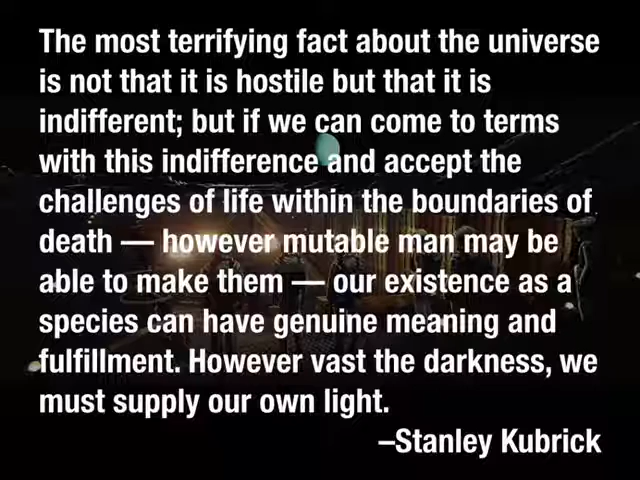 The most terrifying fact about the universe
is not that it is hostile but that it is
indifferent; but if we can come to terms
with this indifference and accept the
challenges of life within the boundaries of
death — however mutable man may be
able to make them — our existence as a
species can have genuine meaning and
fulfillment. However vast the darkness, we
must supply our own light.
–Stanley Kubrick